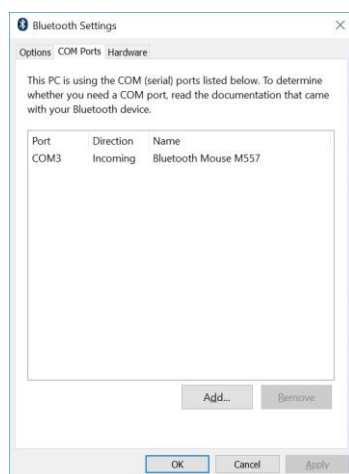 Bluetooth Settings
Options COM Ports Hardware
This PC is using the COM (serial) ports listed below. To determine
whether you need a COM port, read the documentation that came
with your Bluetooth device.
Port Direction Name
COM3 Incoming Bluetooth Mouse M557
Add... Remove
OK Cancel Apply